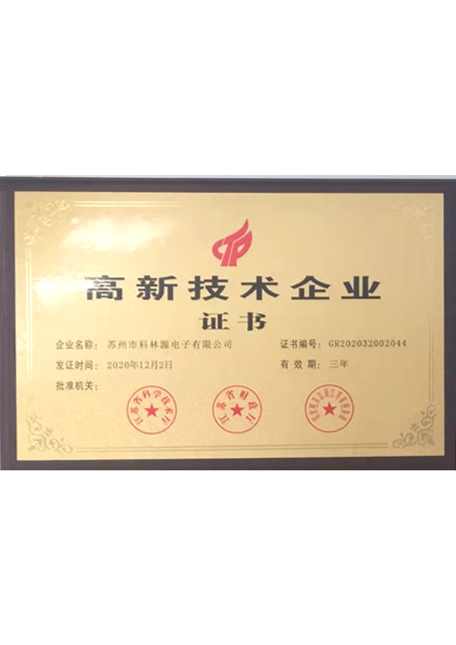 高新技术企业
证书
企业名称：苏州市科林源电子有限公司 证书编号：GR202032002044
发证时间：2020年12月2日 有效期：三年
批准机关：
江苏省科学技术厅 江苏省财政厅